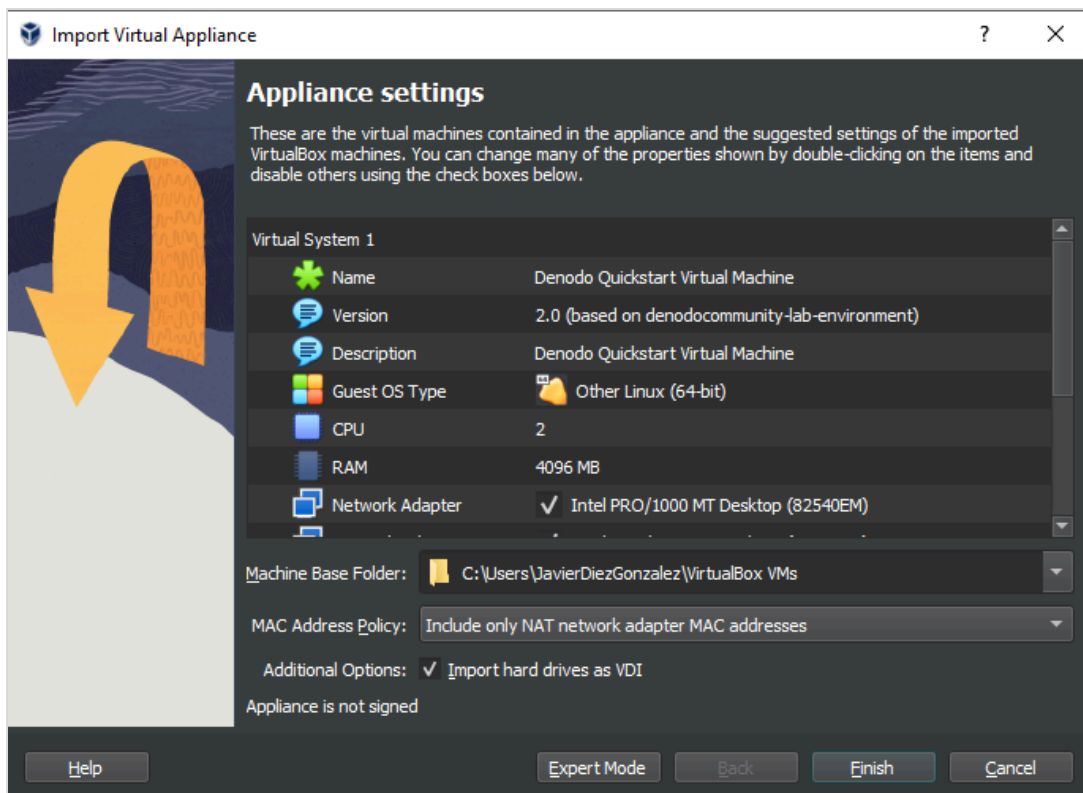 Import Virtual Appliance
?
Appliance settings
These are the virtual machines contained in the appliance and the suggested settings of the imported
VirtualBox machines. You can change many of the properties shown by double-clicking on the items and
disable others using the check boxes below.
Virtual System 1
Name Denodo Quickstart Virtual Machine
Version 2.0 (based on denodocommunity-lab-environment)
Description Denodo Quickstart Virtual Machine
Guest OS Type 64 Other Linux (64-bit)
CPU 2
RAM 4096 MB
Network Adapter Intel PRO/1000 MT Desktop (82540EM)
Machine Base Folder: C:\Users\JavierDiezGonzalez\VirtualBox VMs
MAC Address Policy: Include only NAT network adapter MAC addresses
Additional Options: Import hard drives as VDI
Appliance is not signed
Help Expert Mode Back Finish Cancel